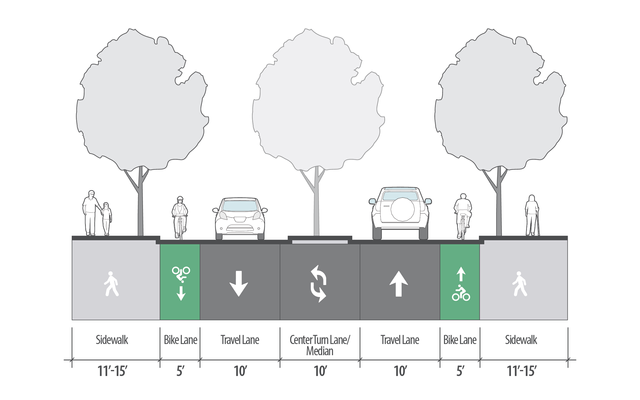 Sidewalk Bike Lane Travel Lane Center Turn Lane/ Travel Lane Bike Lane Sidewalk
Median
11'-15' 5' 10' 10' 10' 5' 11'-15'